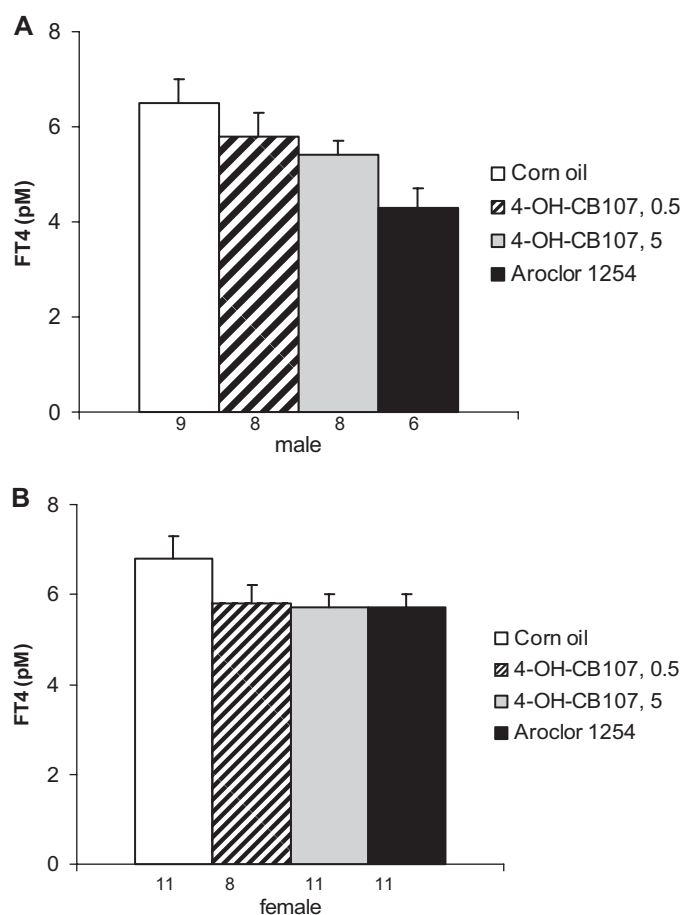 A
8
6
4
2
0
FT4 (pM)
9 8 8 6
male
Corn oil
4-OH-CB107, 0.5
4-OH-CB107, 5
Aroclor 1254
B
8
6
4
2
0
FT4 (pM)
11 8 11 11
female
Corn oil
4-OH-CB107, 0.5
4-OH-CB107, 5
Aroclor 1254